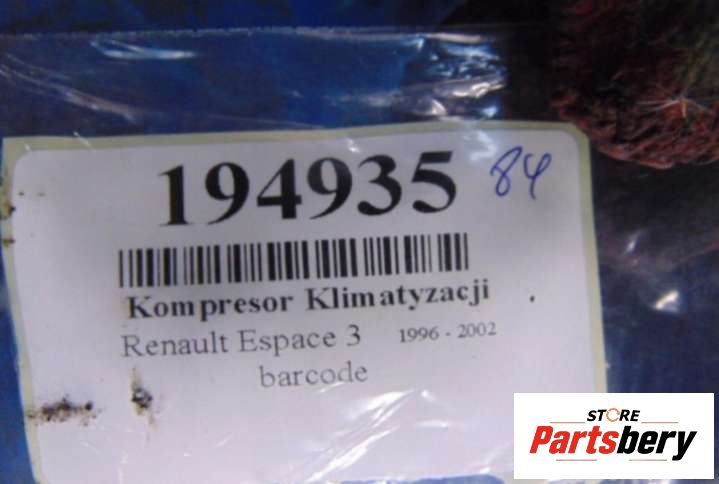 194935 84
Kompresor Klimatyzacji
Renault Espace 3 1996 - 2002
barcode
STORE
Partsbery